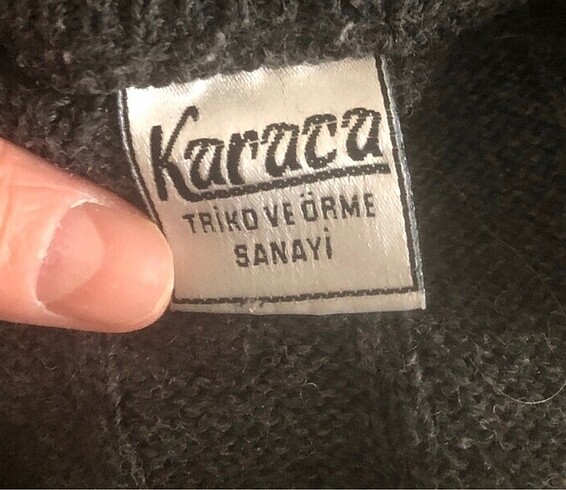 Karaca
TRİKO VE ÖRME
SANAYİ